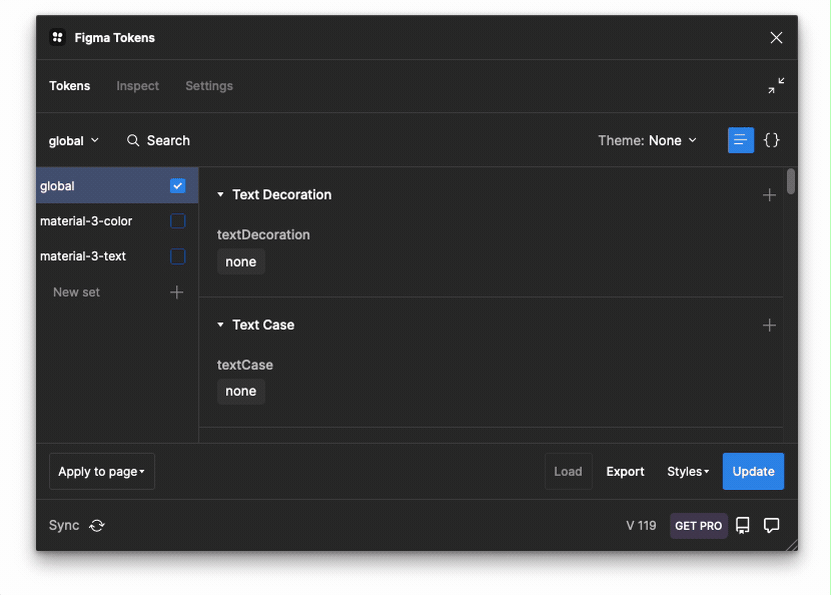 Figma Tokens
Tokens Inspect Settings
global Search Theme: None {}
global
material-3-color
material-3-text
New set
Text Decoration
textDecoration
none
Text Case
textCase
none
Apply to page Load Export Styles Update
Sync V 119 GET PRO